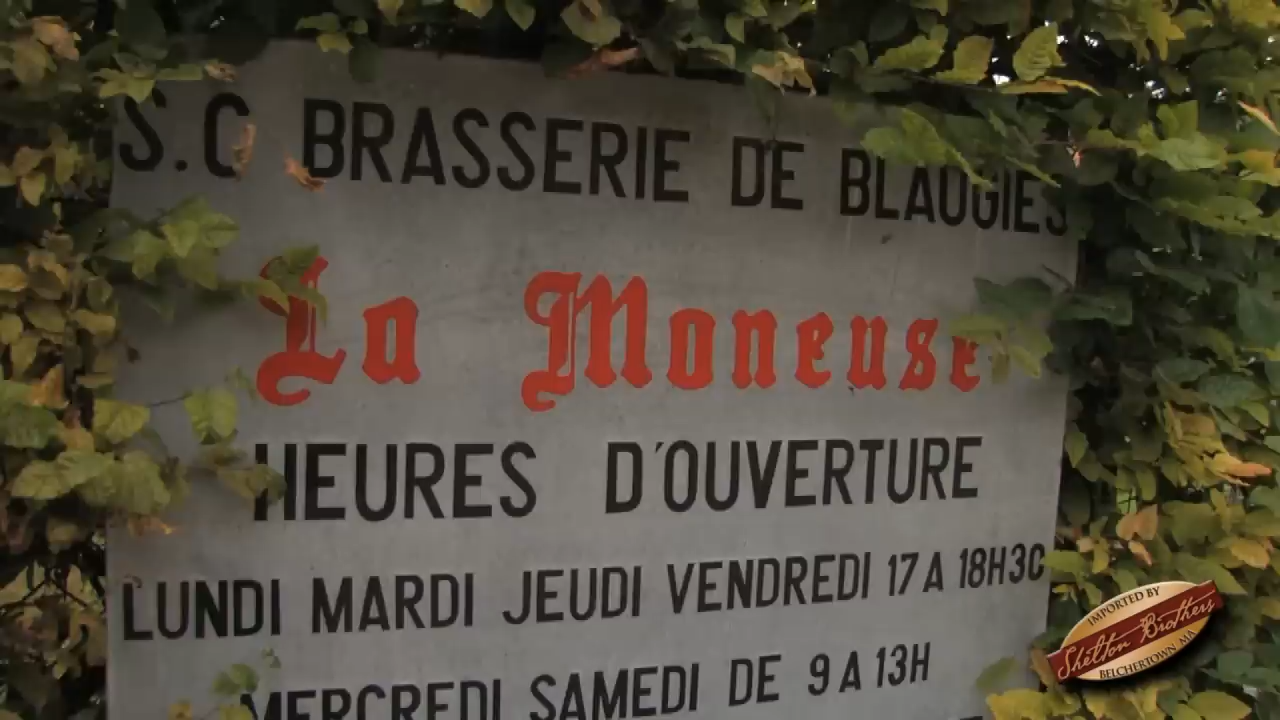 S.C BRASSERIE DE BLAUGIES
La Moneuse
HEURES D'OUVERTURE
LUNDI MARDI JEUDI VENDREDI 17 A 18H30
MERCREDI SAMEDI DE 9 A 13H
IMPORTED BY
Shelton Brothers
BELCHERTOWN, MA